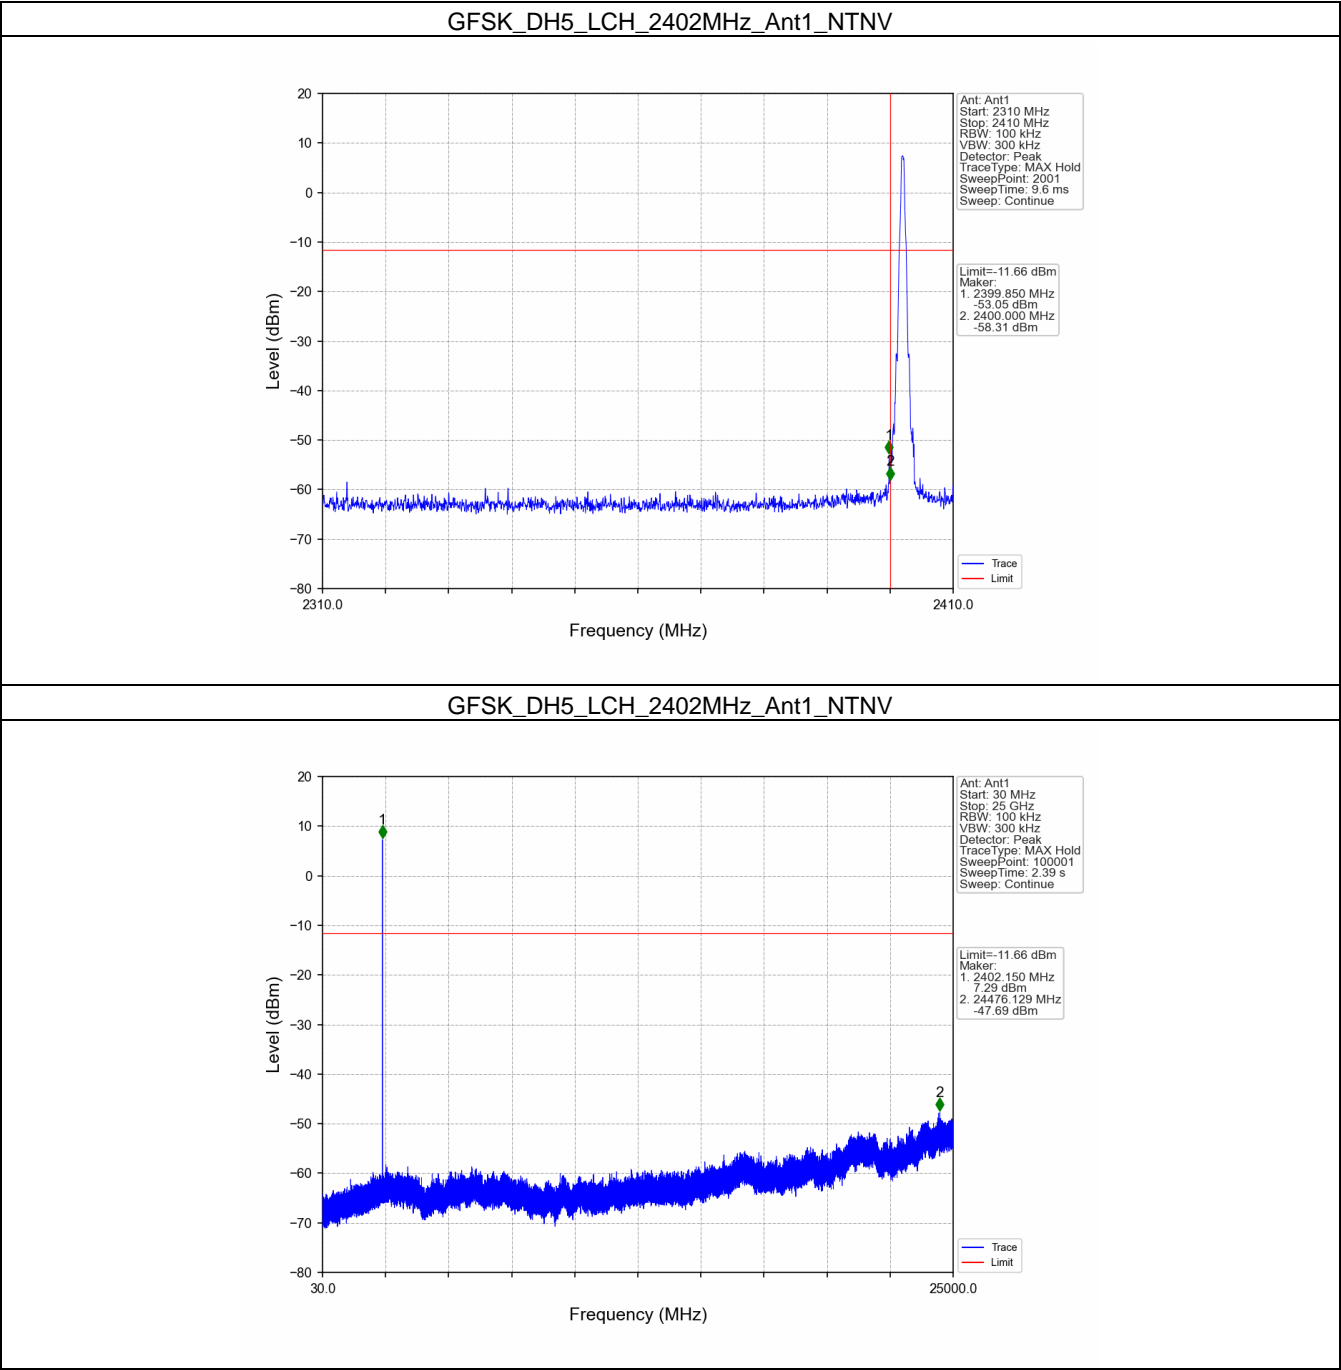 GFSK_DH5_LCH_2402MHz_Ant1_NTNV
20
10
0
−10
−20
−30
−40
−50
−60
−70
−80
Level (dBm)
2310.0
2410.0
Frequency (MHz)
1
2
Ant: Ant1
Start: 2310 MHz
Stop: 2410 MHz
RBW: 100 kHz
VBW: 300 kHz
Detector: Peak
TraceType: MAX Hold
SweepPoint: 2001
SweepTime: 9.6 ms
Sweep: Continue
Limit=-11.66 dBm
Maker:
1. 2399.850 MHz
-53.05 dBm
2. 2400.000 MHz
-58.31 dBm
Trace
Limit
GFSK_DH5_LCH_2402MHz_Ant1_NTNV
20
10
0
−10
−20
−30
−40
−50
−60
−70
−80
Level (dBm)
30.0
25000.0
Frequency (MHz)
1
2
Ant: Ant1
Start: 30 MHz
Stop: 25 GHz
RBW: 100 kHz
VBW: 300 kHz
Detector: Peak
TraceType: MAX Hold
SweepPoint: 100001
SweepTime: 2.39 s
Sweep: Continue
Limit=-11.66 dBm
Maker:
1. 2402.150 MHz
7.29 dBm
2. 24476.129 MHz
-47.69 dBm
Trace
Limit